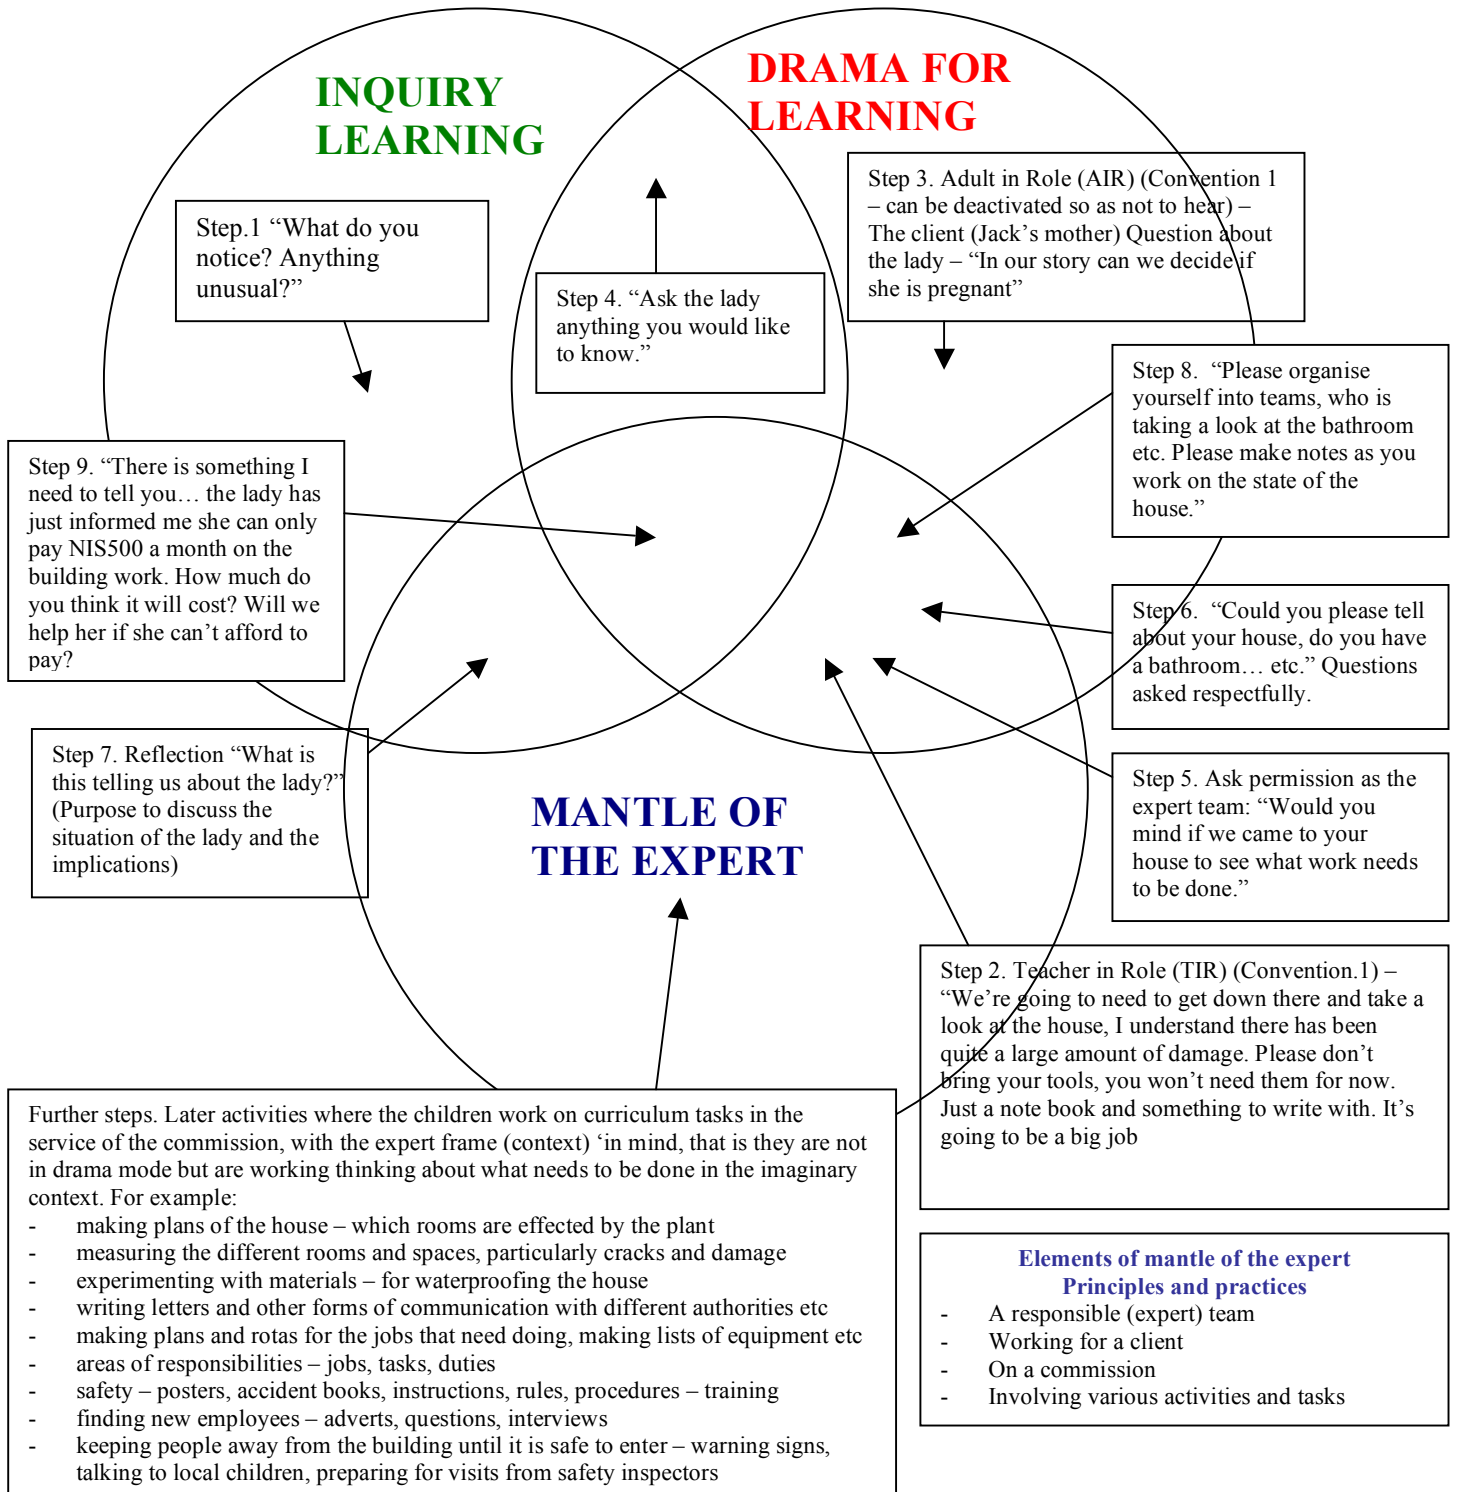 INQUIRY
LEARNING
DRAMA FOR
LEARNING
Step.1 “What do you
notice? Anything
unusual?”
Step 4. “Ask the lady
anything you would like
to know.”
Step 3. Adult in Role (AIR) (Convention 1
– can be deactivated so as not to hear) –
The client (Jack’s mother) Question about
the lady – “In our story can we decide if
she is pregnant”
Step 8.  “Please organise
yourself into teams, who is
taking a look at the bathroom
etc. Please make notes as you
work on the state of the
house.”
Step 9. “There is something I
need to tell you… the lady has
just informed me she can only
pay NIS500 a month on the
building work. How much do
you think it will cost? Will we
help her if she can’t afford to
pay?
Step 6.  “Could you please tell
about your house, do you have
a bathroom… etc.” Questions
asked respectfully.
Step 7. Reflection “What is
this telling us about the lady?”
(Purpose to discuss the
situation of the lady and the
implications)
MANTLE OF
THE EXPERT
Step 5. Ask permission as the
expert team: “Would you
mind if we came to your
house to see what work needs
to be done.”
Step 2. Teacher in Role (TIR) (Convention.1) –
“We’re going to need to get down there and take a
look at the house, I understand there has been
quite a large amount of damage. Please don’t
bring your tools, you won’t need them for now.
Just a note book and something to write with. It’s
going to be a big job
Further steps. Later activities where the children work on curriculum tasks in the
service of the commission, with the expert frame (context) ‘in mind, that is they are not
in drama mode but are working thinking about what needs to be done in the imaginary
context. For example:
- making plans of the house – which rooms are effected by the plant
- measuring the different rooms and spaces, particularly cracks and damage
- experimenting with materials – for waterproofing the house
- writing letters and other forms of communication with different authorities etc
- making plans and rotas for the jobs that need doing, making lists of equipment etc
- areas of responsibilities – jobs, tasks, duties
- safety – posters, accident books, instructions, rules, procedures – training
- finding new employees – adverts, questions, interviews
- keeping people away from the building until it is safe to enter – warning signs,
talking to local children, preparing for visits from safety inspectors
Elements of mantle of the expert
Principles and practices
- A responsible (expert) team
- Working for a client
- On a commission
- Involving various activities and tasks